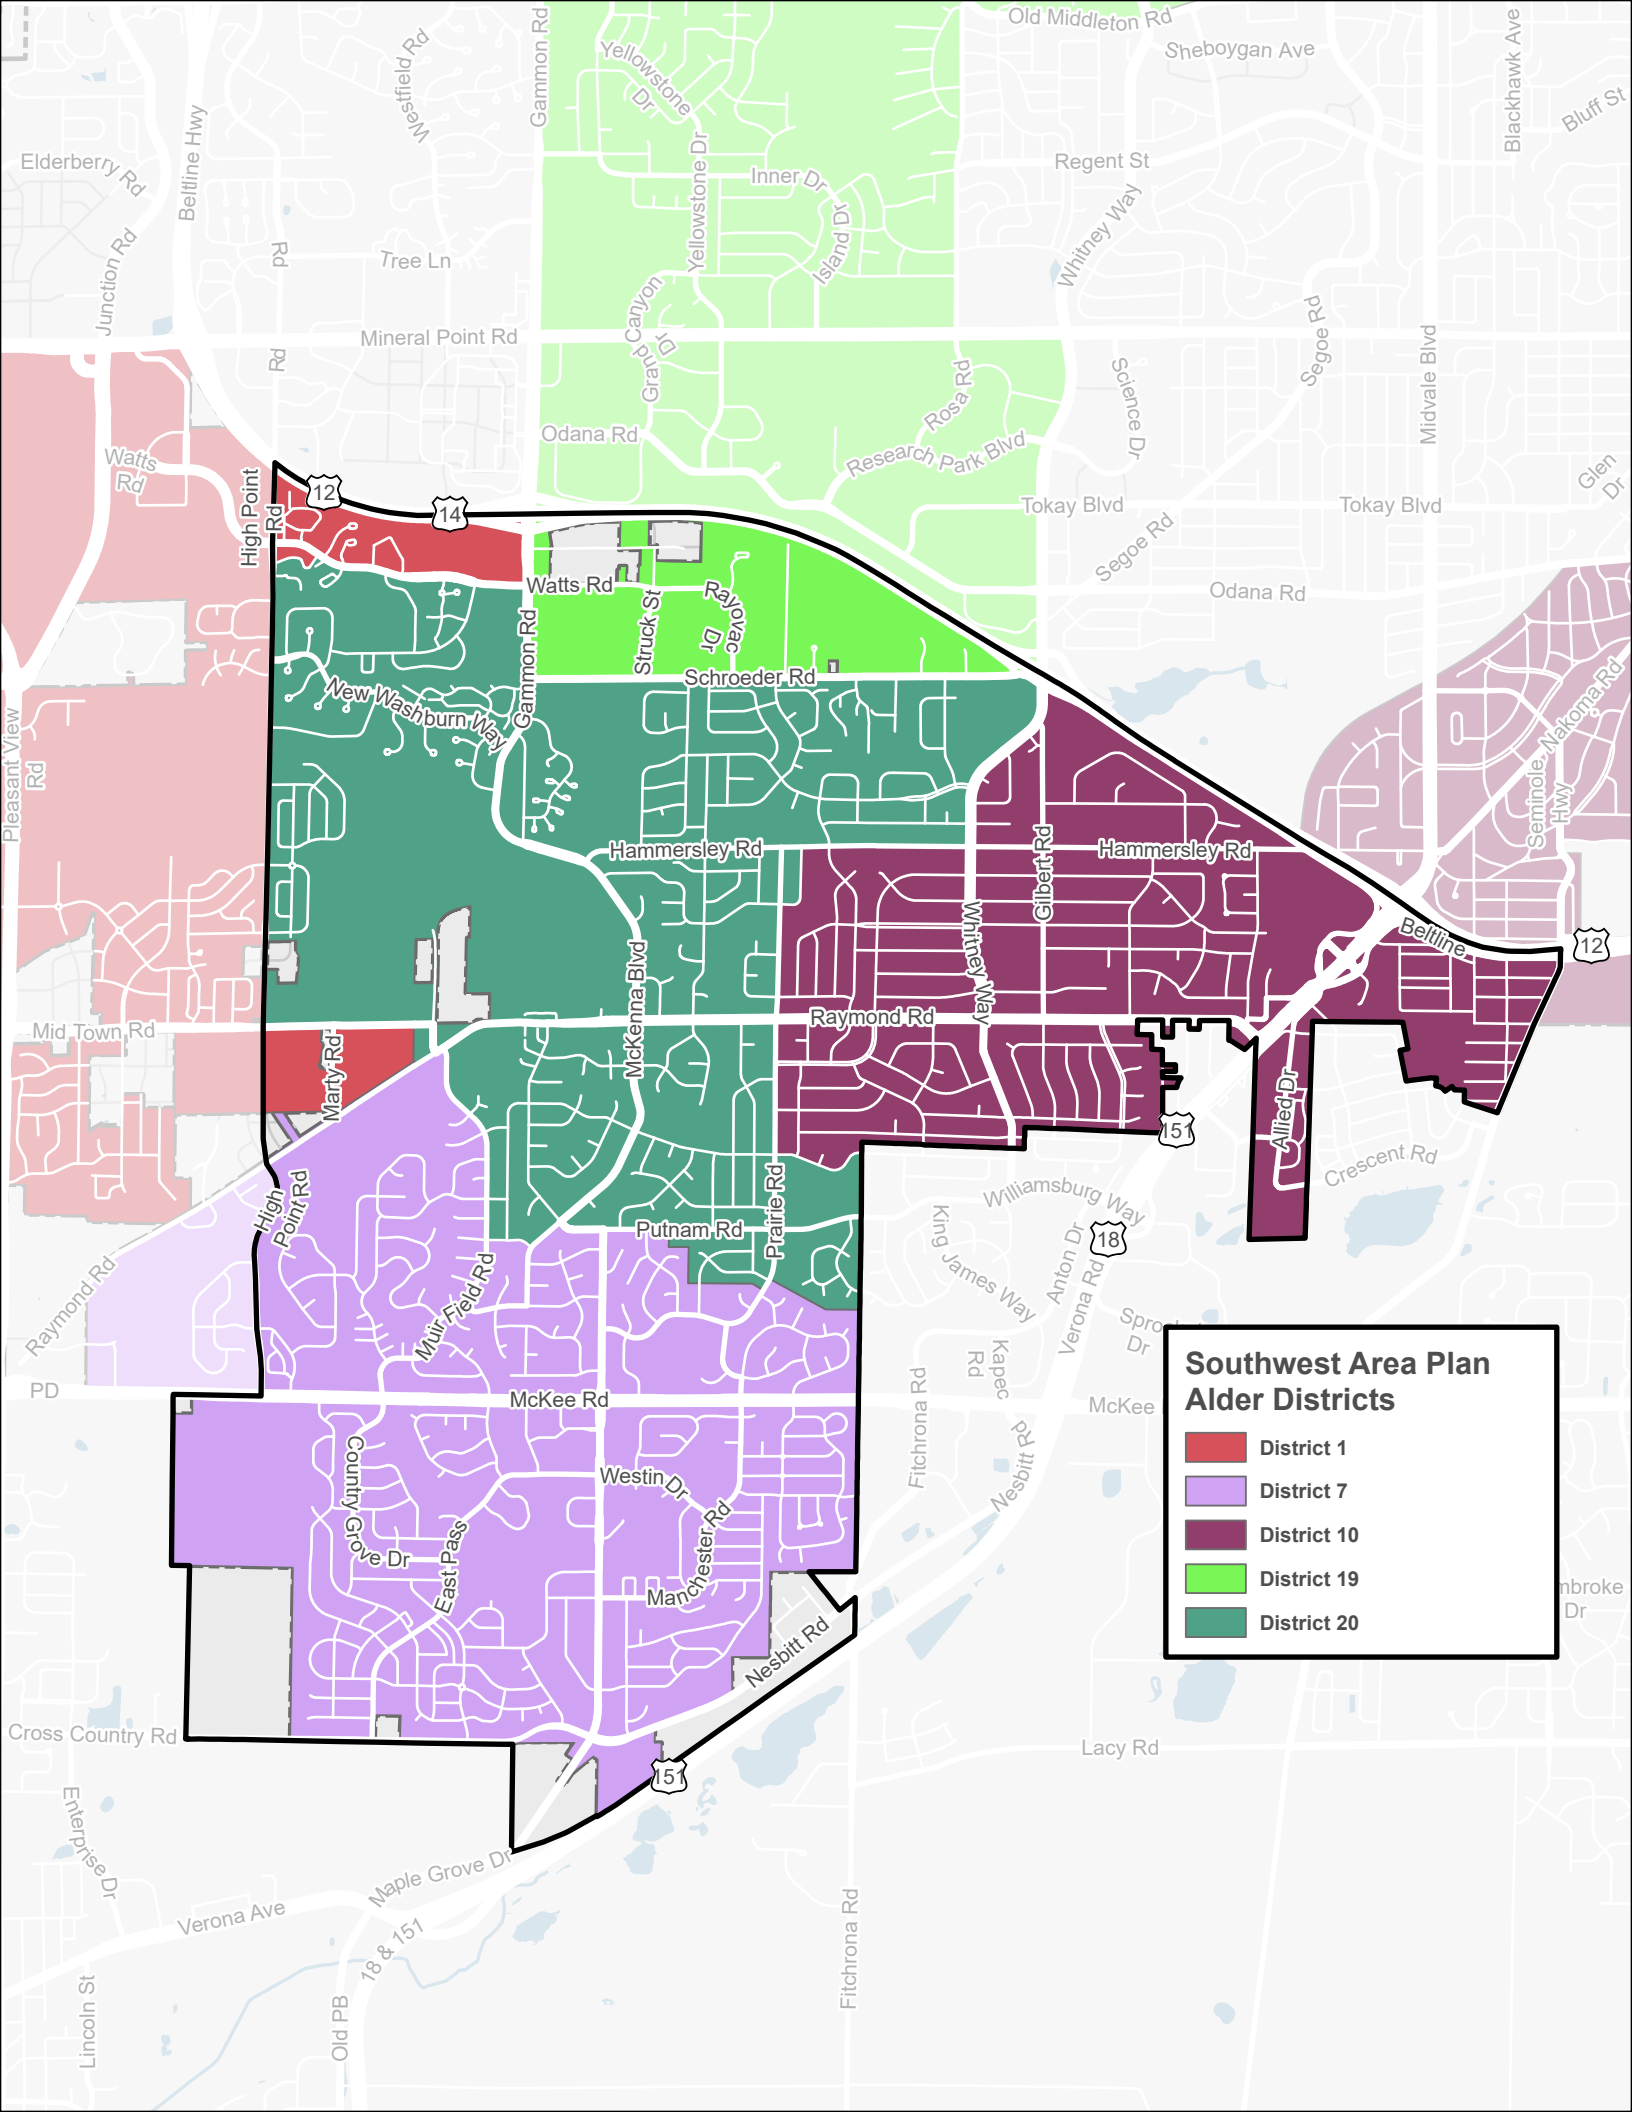 Old Middleton Rd
Sheboygan Ave
Blackhawk Ave
Bluff St
Gammon Rd
Westfield Rd
Yellowstone
Dr
Beltline Hwy
Elderberry Rd
Regent St
Yellowstone Dr
Inner Dr
Island Dr
Whitney Way
Junction Rd
Rd
Tree Ln
Grand Canyon
Dr
Segoe Rd
Mineral Point Rd
Rd
Midvale Blvd
Science Dr
Rosa Rd
Odana Rd
Research Park Blvd
Watts
Rd
Glen
Dr
High Point
Rd
12
14
Tokay Blvd
Tokay Blvd
Segoe Rd
Watts Rd
Rayovac
Dr
Struck St
Odana Rd
Gammon Rd
Schroeder Rd
New Washburn Way
Nakoma Rd
Pleasant View
Rd
Seminole
Hwy
Hammersley Rd
Hammersley Rd
Gilbert Rd
Whitney Way
Beltline
12
McKenna Blvd
Mid Town Rd
Raymond Rd
Marty Rd
Allied Dr
151
Crescent Rd
High
Point Rd
Prairie Rd
Williamsburg Way
King James Way
Putnam Rd
Anton Dr
18
Verona Rd
Raymond Rd
Muir Field Rd
Dr
Kapec
Rd
Fitchrona Rd
PD
McKee Rd
McKee
Southwest Area Plan
Alder Districts
District 1
District 7
District 10
District 19
District 20
Nesbitt Rd
Country Grove Dr
Westin Dr
East Pass
Manchester Rd
Dr
Nesbitt Rd
Cross Country Rd
Lacy Rd
151
Enterprise Dr
Maple Grove Dr
Verona Ave
18 & 151
Fitchrona Rd
Lincoln St
Old PB